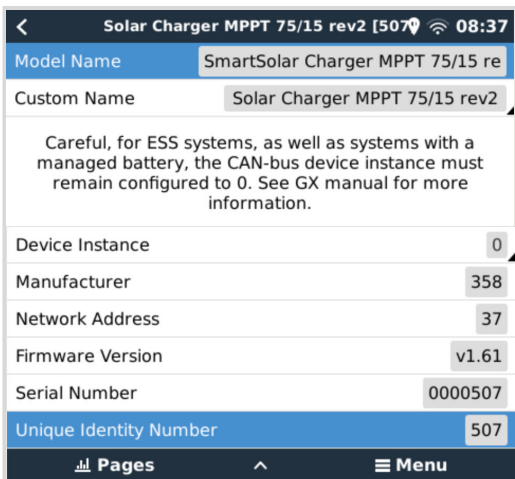 Solar Charger MPPT 75/15 rev2 [507 08:37
Model Name SmartSolar Charger MPPT 75/15 re
Custom Name Solar Charger MPPT 75/15 rev2
Careful, for ESS systems, as well as systems with a
managed battery, the CAN-bus device instance must
remain configured to 0. See GX manual for more
information.
Device Instance 0
Manufacturer 358
Network Address 37
Firmware Version v1.61
Serial Number 0000507
Unique Identity Number 507
Pages Menu